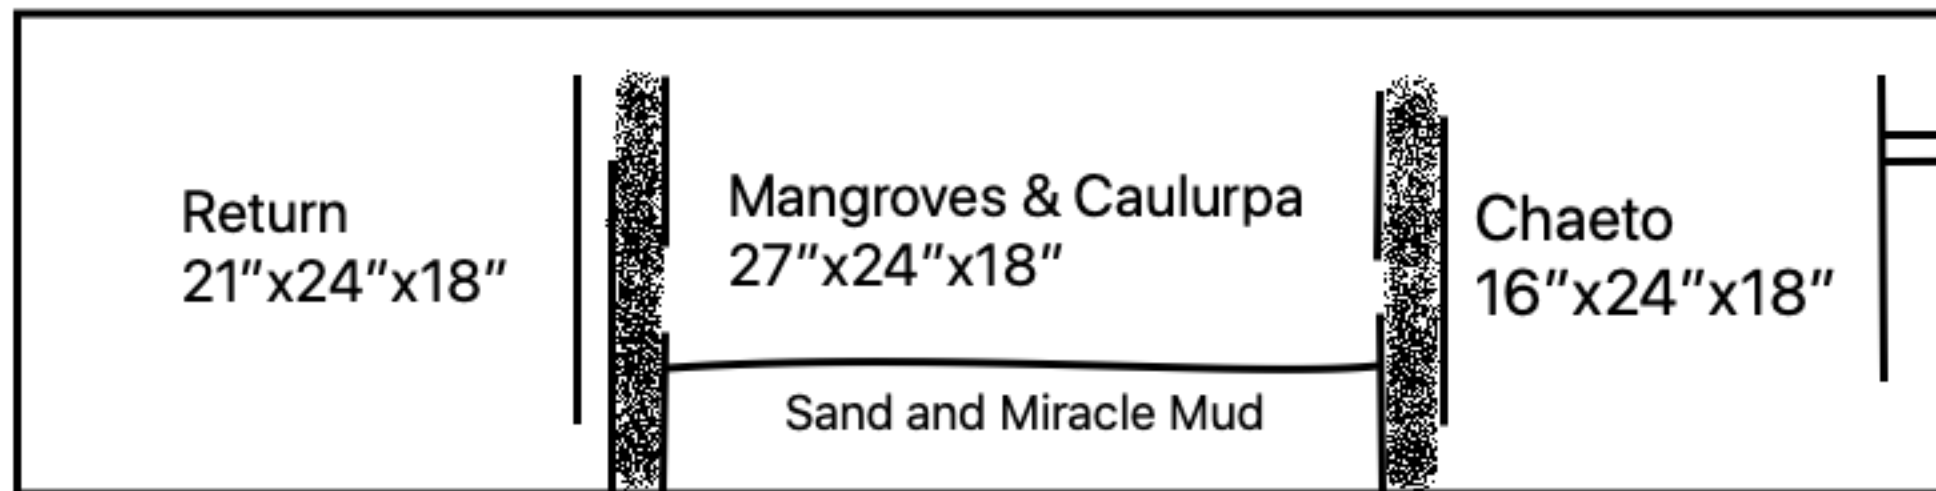 Return
21”x24”x18”
Mangroves & Caulurpa
27”x24”x18”
Sand and Miracle Mud
Chaeto
16”x24”x18”